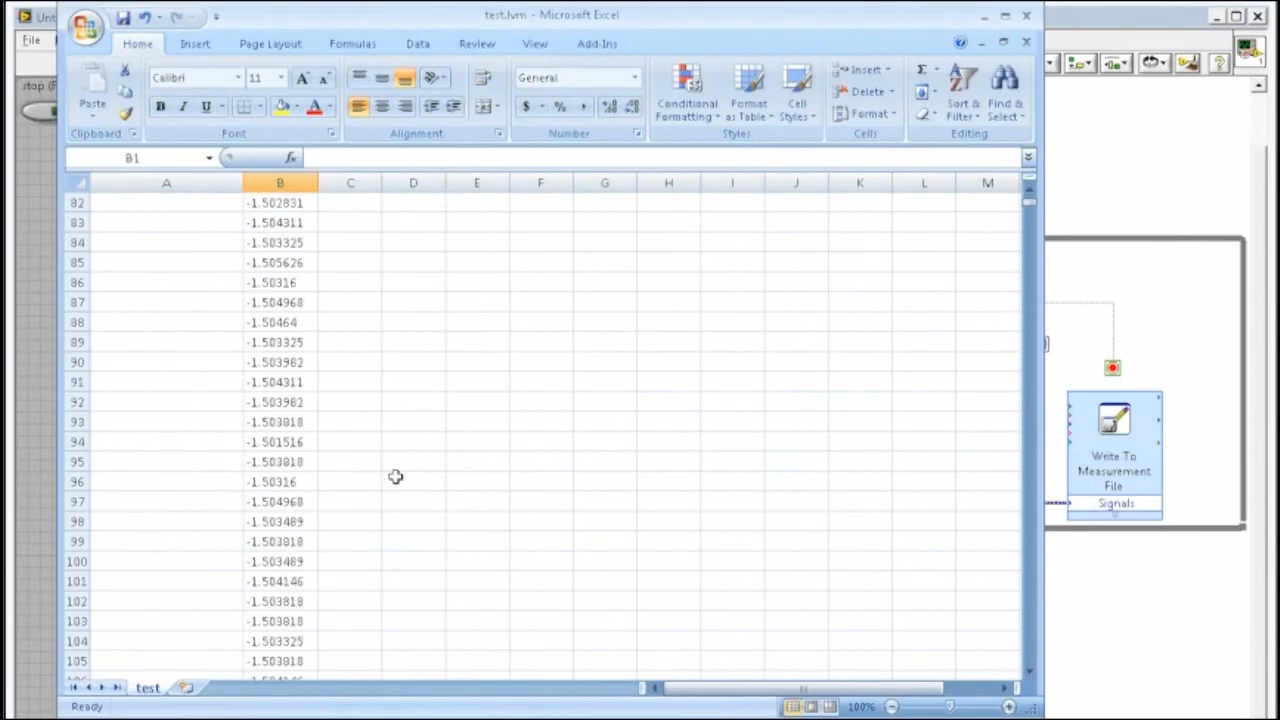 Unt
test.lvm - Microsoft Excel
File
Home Insert Page Layout Formulas Data Review View Add-Ins
stop (F
Paste
Calibri 11
B I U
A A
A
General
$ % ,
Conditional Formatting
Format as Table
Cell Styles
Insert
Delete
Format
Σ
Sort & Filter
Find & Select
?
Clipboard Font Alignment Number Styles Cells Editing
B1 fx
A B C D E F G H I J K L M
82 -1.502831
83 -1.504311
84 -1.503325
85 -1.505626
86 -1.50316
87 -1.504968
88 -1.50464
89 -1.503325
90 -1.503982
91 -1.504311
92 -1.503982
93 -1.503818
94 -1.501516
95 -1.503818
96 -1.50316
97 -1.504968
98 -1.503489
99 -1.503818
100 -1.503489
101 -1.504146
102 -1.503818
103 -1.503818
104 -1.503325
105 -1.503818
Write To
Measurement
File
Signals
test
Ready 100%